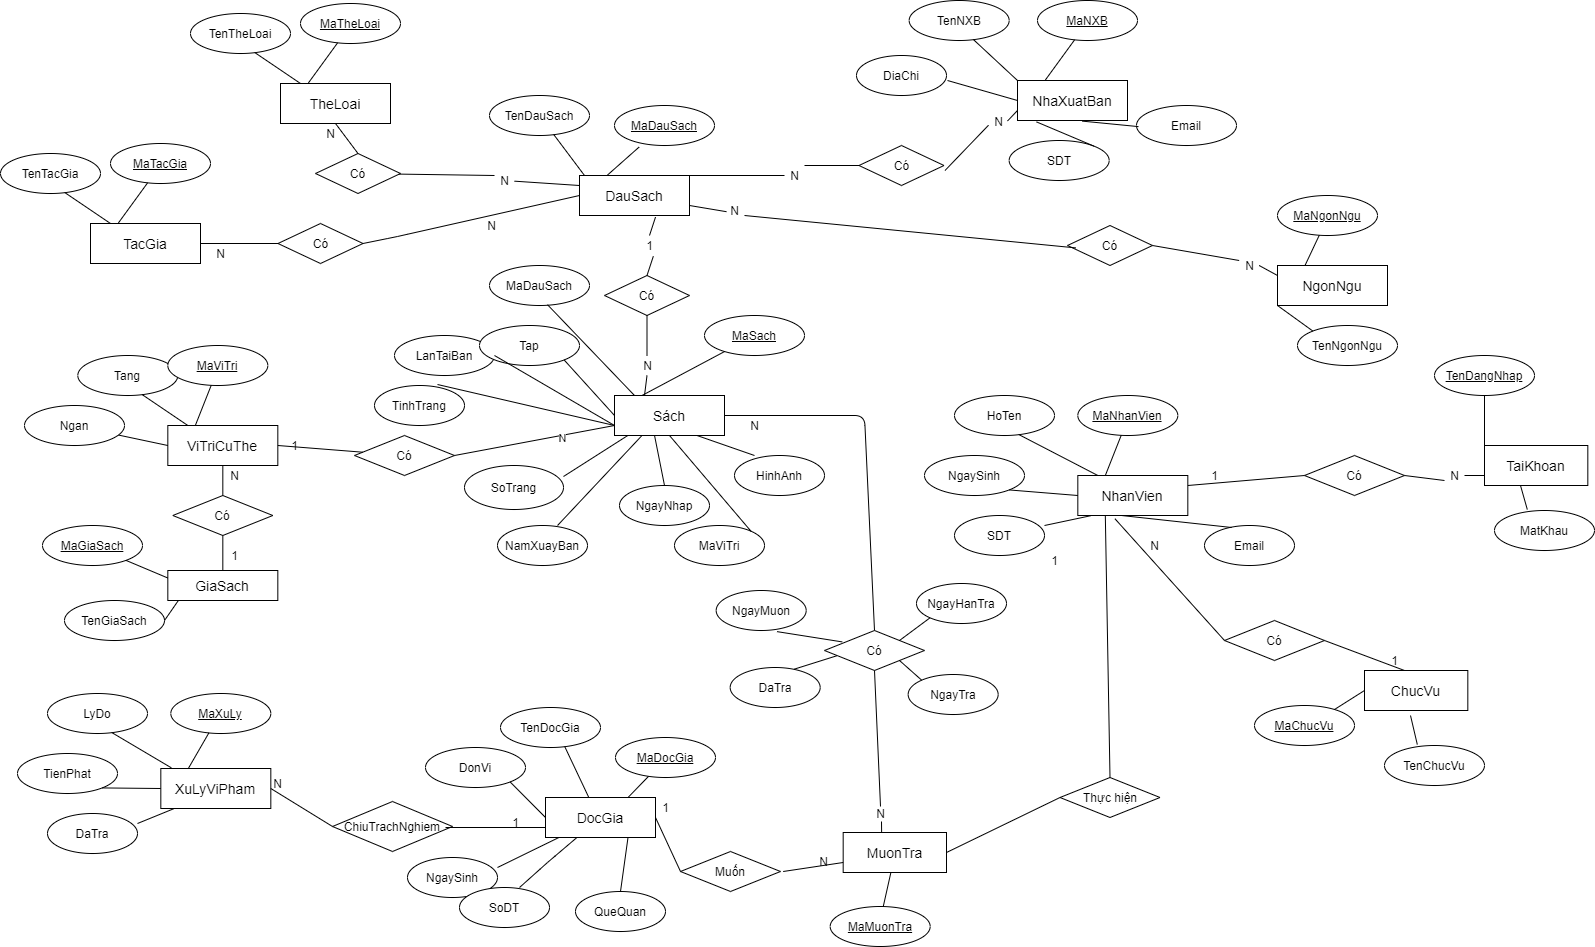 TenTheLoai
MaTheLoai
TheLoai
N
Có
N
TenTacGia
MaTacGia
TacGia
N
Có
N
TenDauSach
MaDauSach
DauSach
N
Có
N
TenNXB
MaNXB
DiaChi
NhaXuatBan
Email
SDT
N
Có
N
MaNgonNgu
NgonNgu
TenNgonNgu
1
Có
N
MaDauSach
LanTaiBan
Tap
MaSach
TinhTrang
Sách
N
SoTrang
NgayNhap
HinhAnh
NamXuayBan
MaViTri
Tang
MaViTri
Ngan
ViTriCuThe
1
Có
N
N
Có
1
MaGiaSach
GiaSach
TenGiaSach
HoTen
MaNhanVien
NgaySinh
NhanVien
SDT
Email
1
Có
N
TenDangNhap
TaiKhoan
MatKhau
1
N
Có
1
ChucVu
MaChucVu
TenChucVu
NgayMuon
NgayHanTra
Có
DaTra
NgayTra
N
LyDo
MaXuLy
TienPhat
XuLyViPham
N
DaTra
ChiuTrachNghiem
1
TenDocGia
DonVi
MaDocGia
DocGia
1
NgaySinh
SoDT
QueQuan
Muốn
N
MuonTra
MaMuonTra
Thực hiện